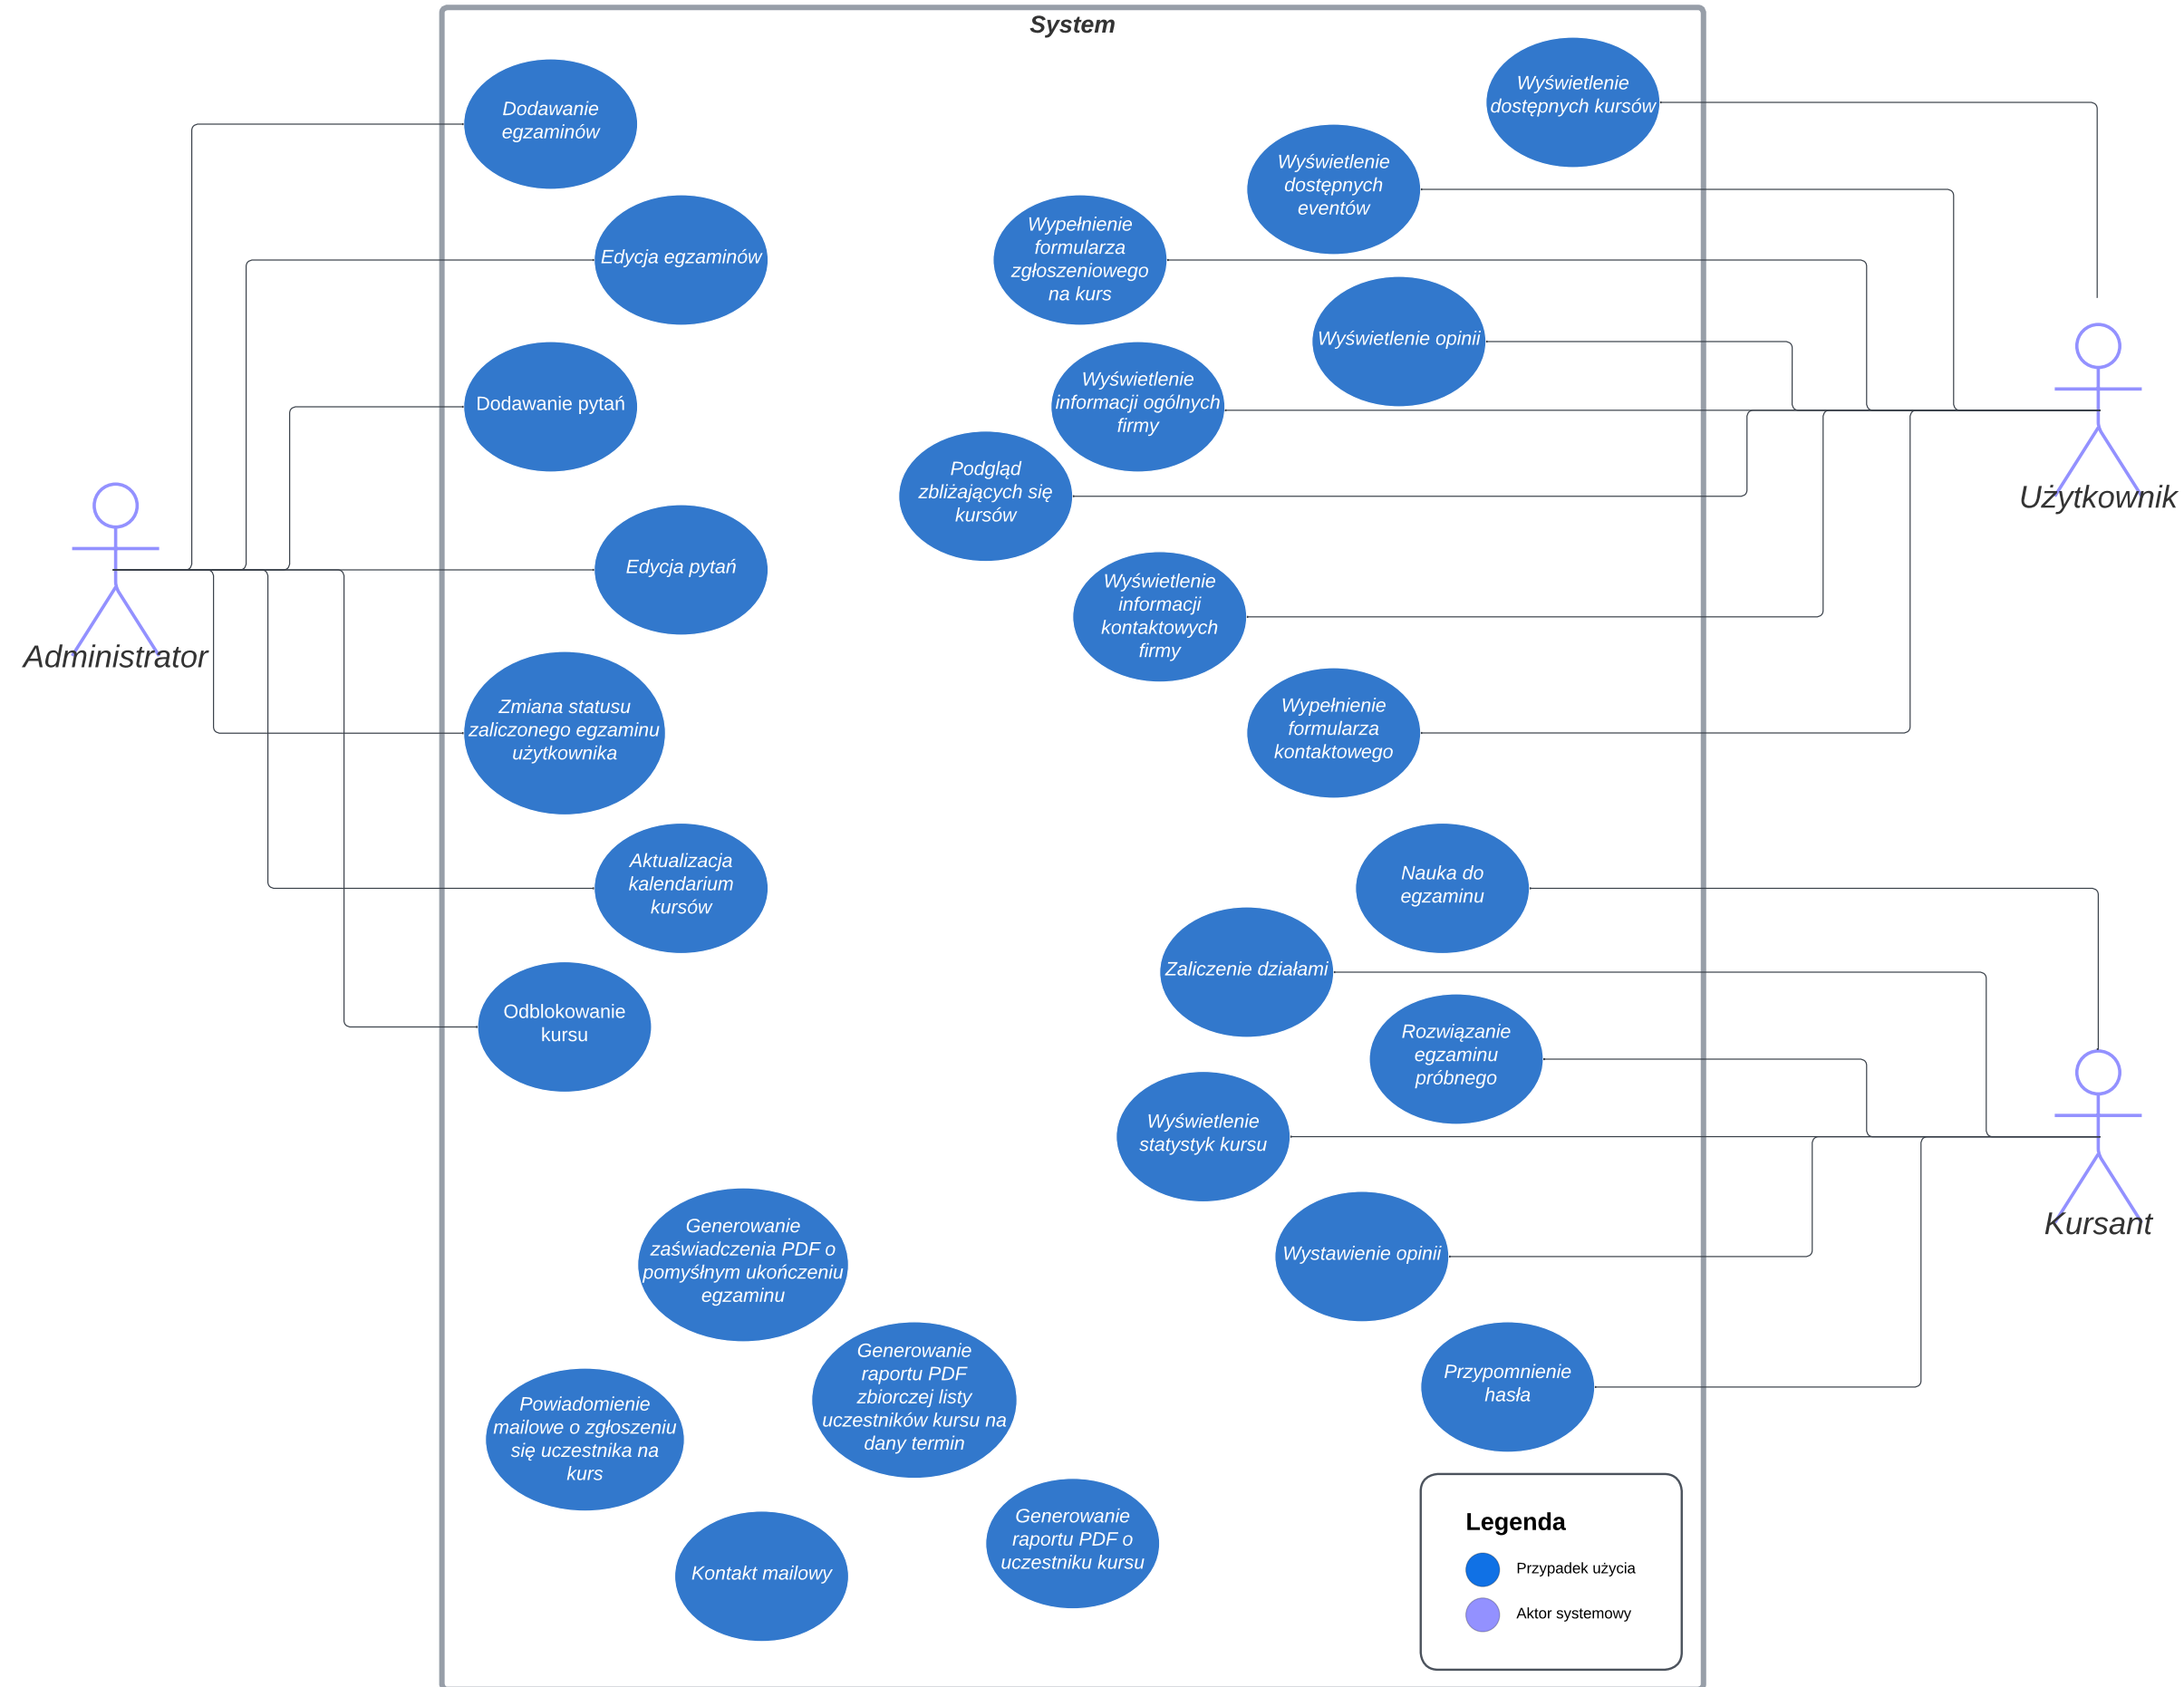 System
Dodawanie
egzaminów
Edycja egzaminów
Dodawanie pytań
Edycja pytań
Zmiana statusu
zaliczonego egzaminu
użytkownika
Aktualizacja
kalendarium
kursów
Odblokowanie
kursu
Administrator
Wyświetlenie
dostępnych kursów
Wyświetlenie
dostępnych
eventów
Wypełnienie
formularza
zgłoszeniowego
na kurs
Wyświetlenie opinii
Wyświetlenie
informacji ogólnych
firmy
Podgląd
zbliżających się
kursów
Wyświetlenie
informacji
kontaktowych
firmy
Wypełnienie
formularza
kontaktowego
Użytkownik
Nauka do
egzaminu
Zaliczenie działami
Rozwiązanie
egzaminu
próbnego
Wyświetlenie
statystyk kursu
Wystawienie opinii
Przypomnienie
hasła
Kursant
Generowanie
zaświadczenia PDF o
pomyśłnym ukończeniu
egzaminu
Generowanie
raportu PDF
zbiorczej listy
uczestników kursu na
dany termin
Powiadomienie
mailowe o zgłoszeniu
się uczestnika na
kurs
Generowanie
raportu PDF o
uczestniku kursu
Kontakt mailowy
Legenda
Przypadek użycia
Aktor systemowy